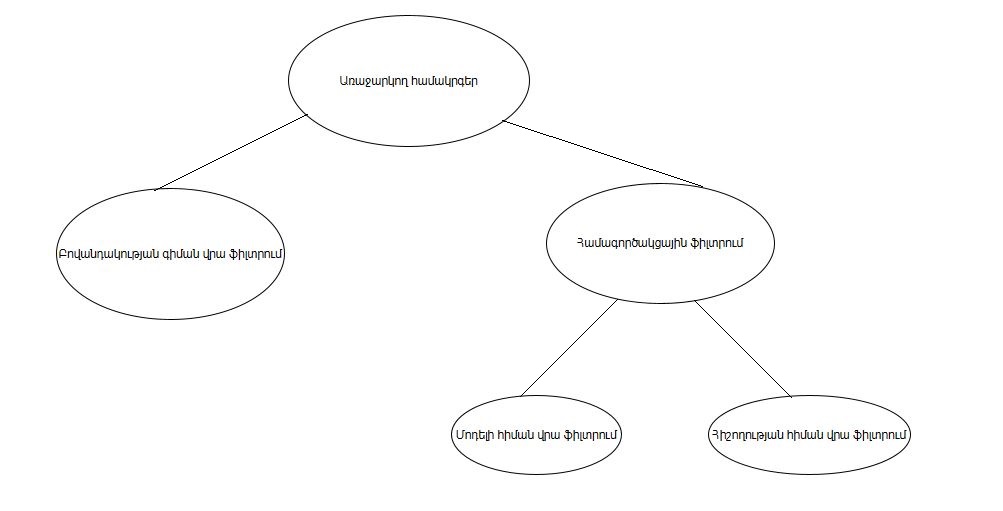 Առաջարկող համակրգեր
Բովանդակության գիման վրա ֆիլտրում
Համագործակցային ֆիլտրում
Մոդելի հիման վրա ֆիլտրում
Հիշողության հիման վրա ֆիլտրում